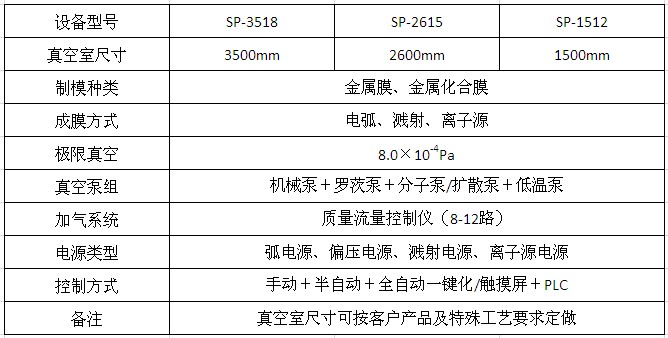 设备型号 SP-3518 SP-2615 SP-1512
真空室尺寸 3500mm 2600mm 1500mm
制模种类 金属膜、金属化合膜
成膜方式 电弧、溅射、离子源
极限真空 8.0×10⁻⁴Pa
真空泵组 机械泵＋罗茨泵＋分子泵/扩散泵＋低温泵
加气系统 质量流量控制仪（8-12路）
电源类型 弧电源、偏压电源、溅射电源、离子源电源
控制方式 手动＋半自动＋全自动一键化/触摸屏＋PLC
备注 真空室尺寸可按客户产品及特殊工艺要求定做